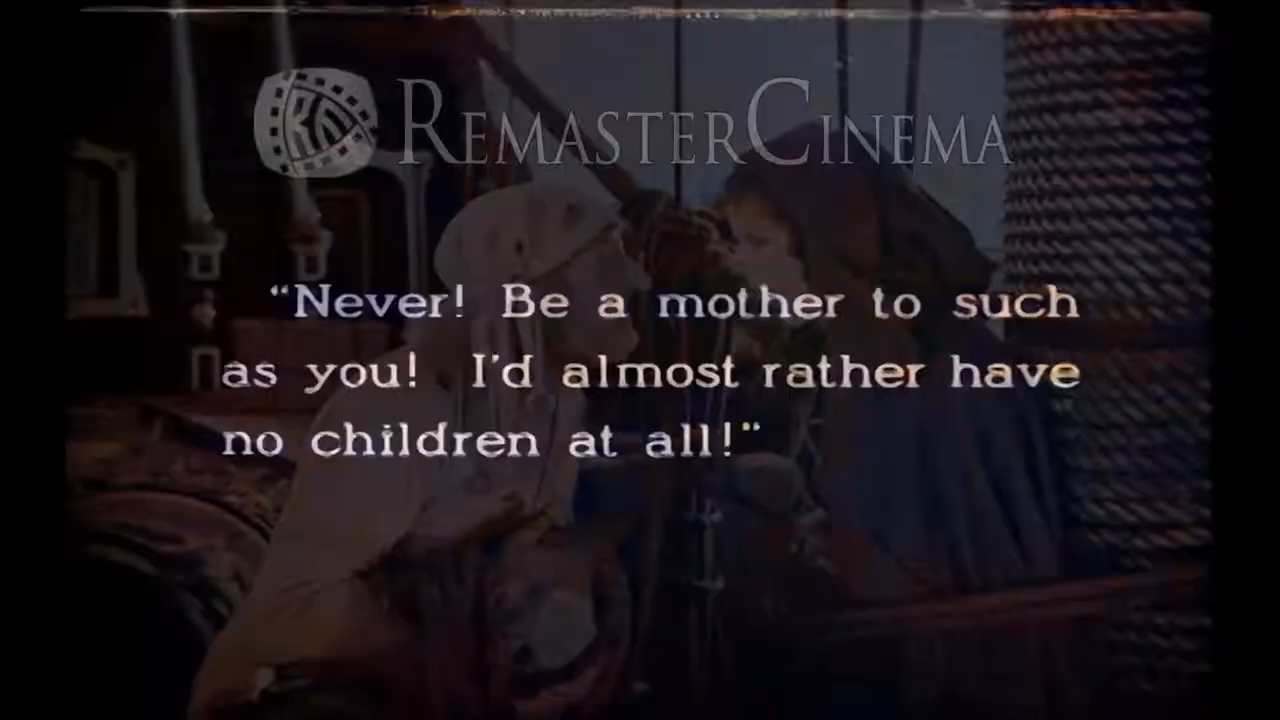 REMASTERCINEMA
“Never! Be a mother to such
as you! I'd almost rather have
no children at all!”